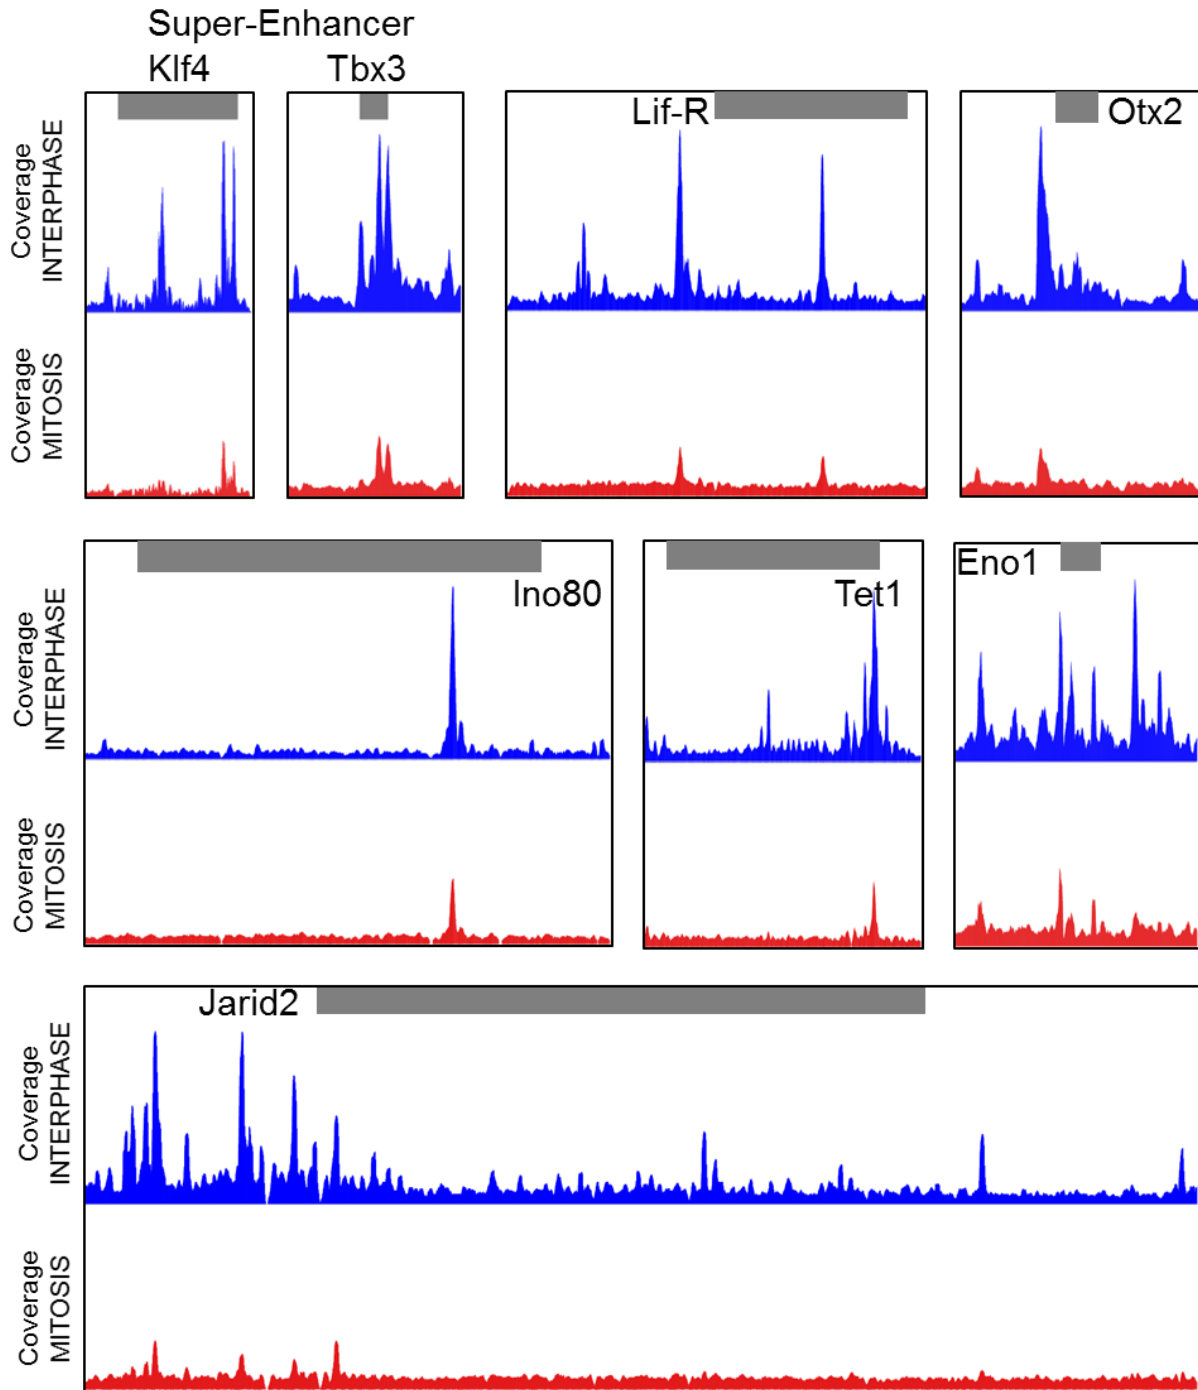 Super-Enhancer
Klf4
Tbx3
Lif-R
Otx2
Coverage
INTERPHASE
Coverage
MITOSIS
Ino80
Tet1
Eno1
Coverage
INTERPHASE
Coverage
MITOSIS
Jarid2
Coverage
INTERPHASE
Coverage
MITOSIS